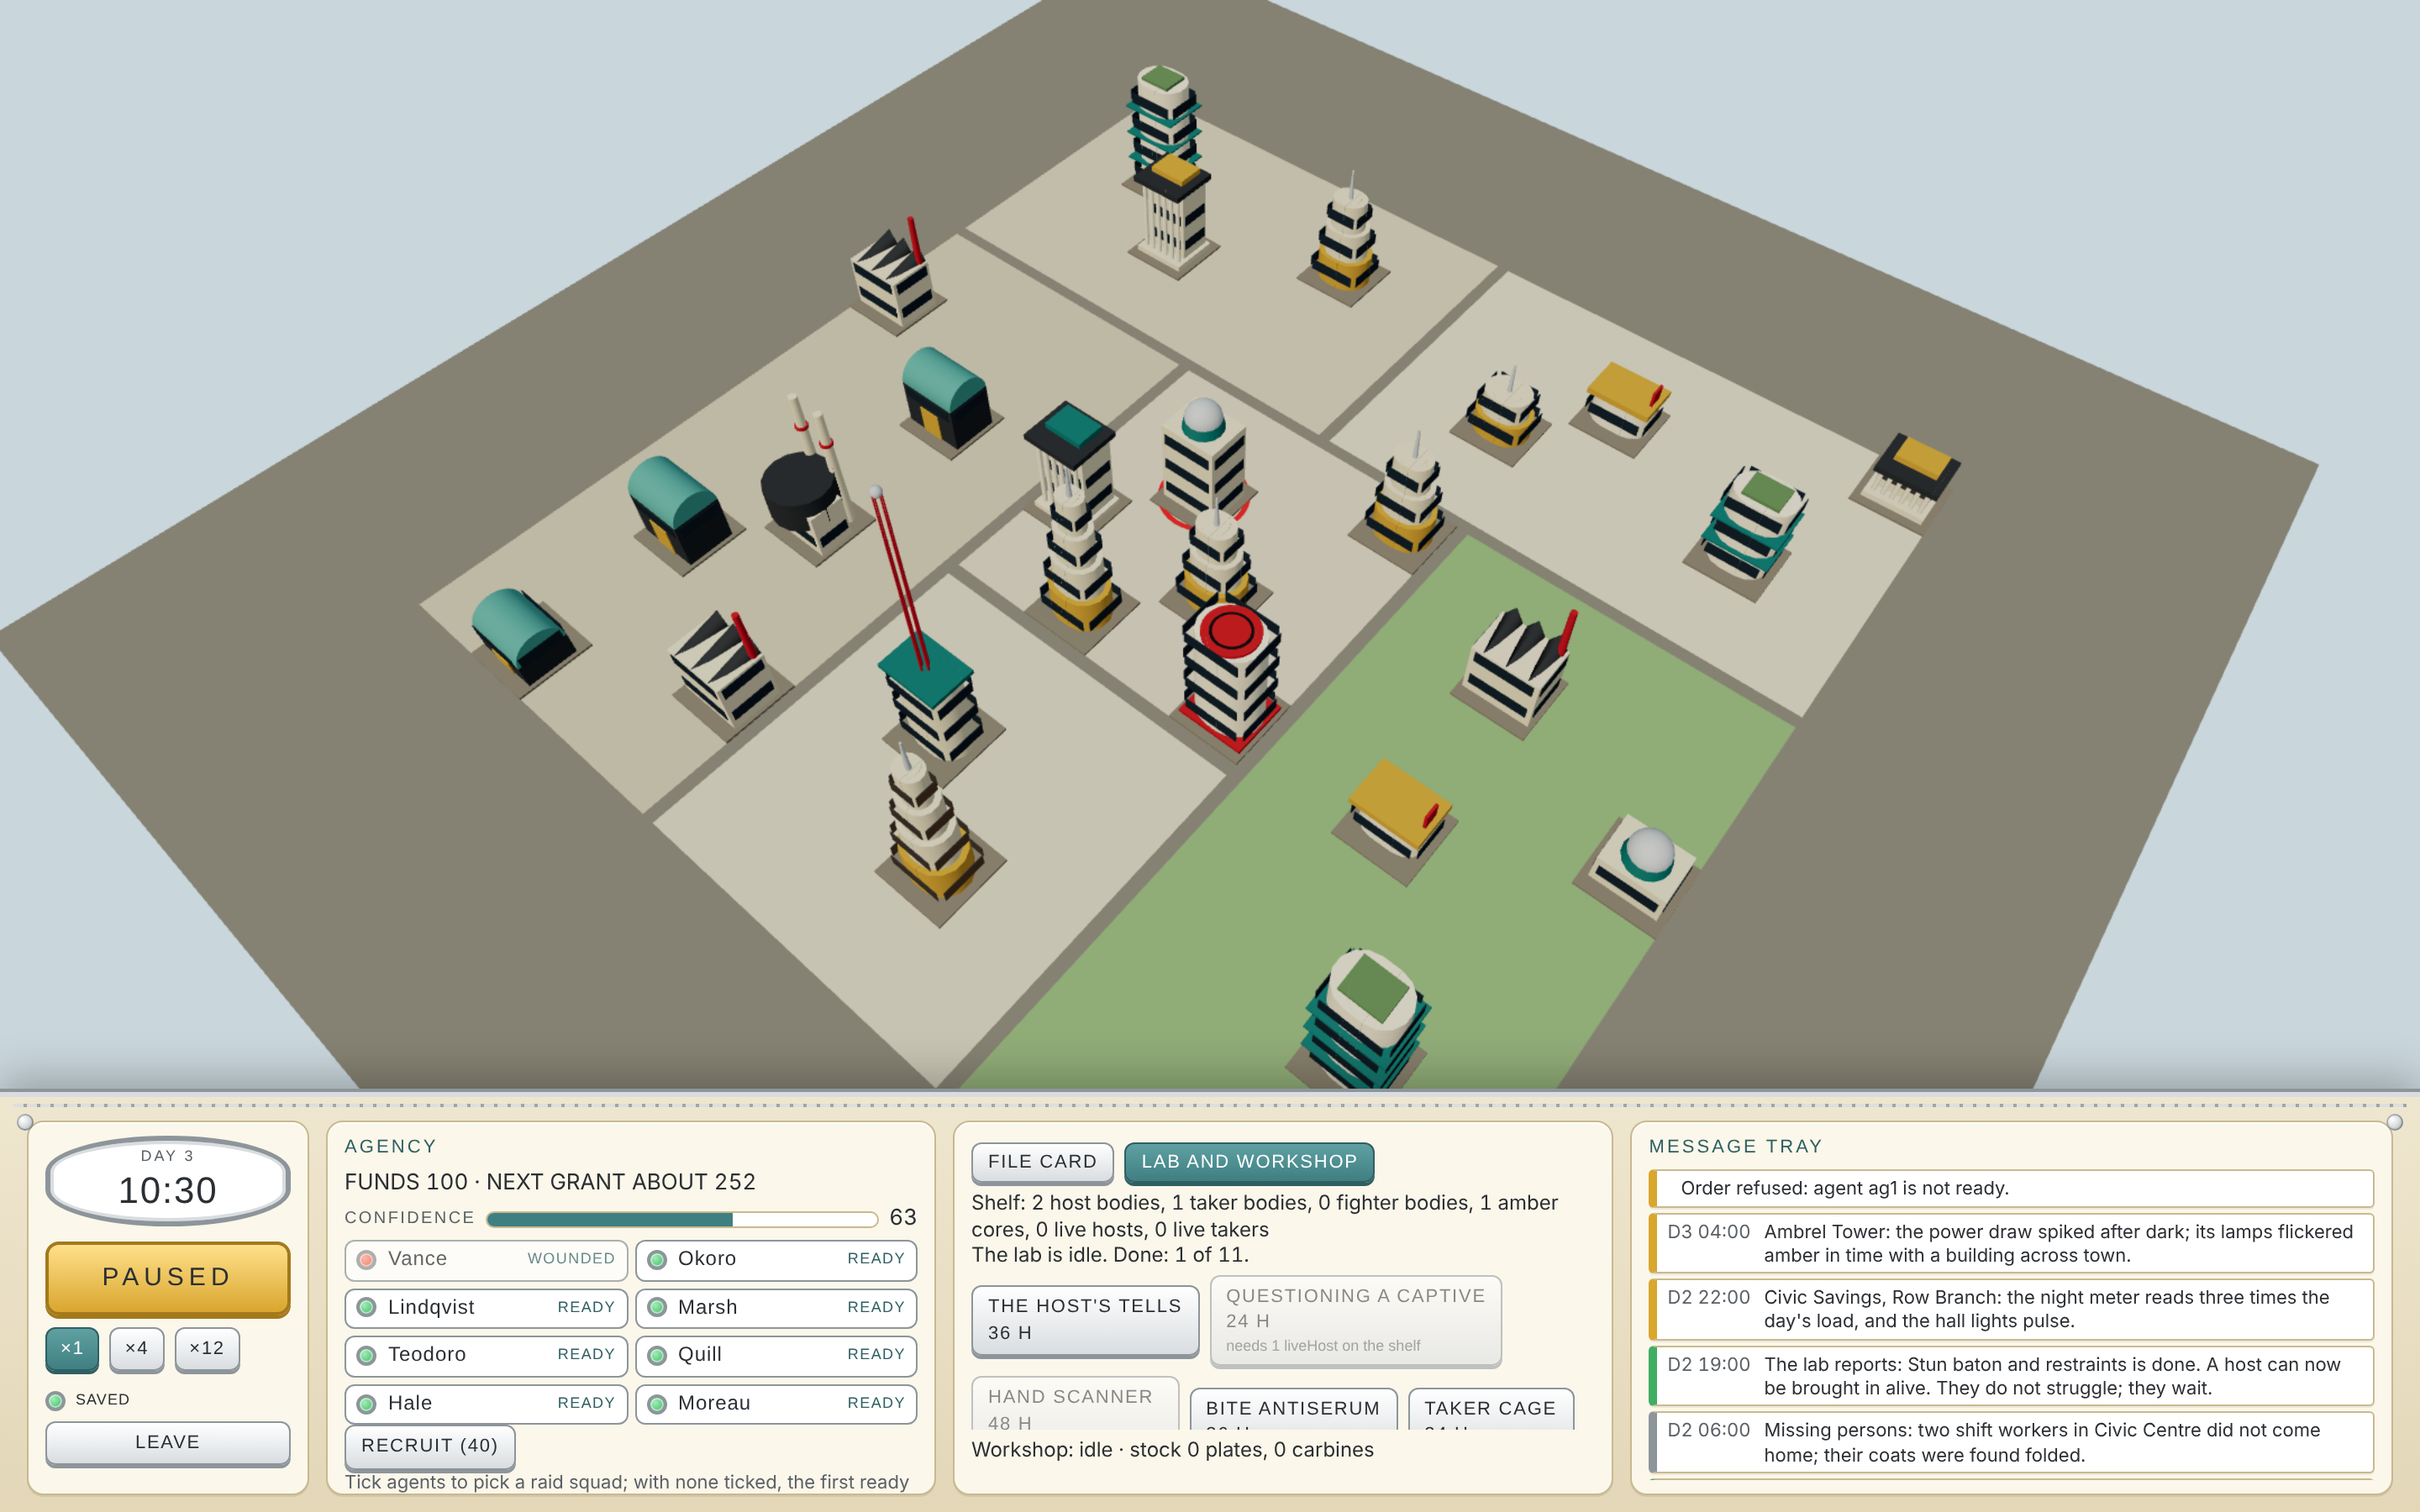 DAY 3
10:30
PAUSED
×1 ×4 ×12
SAVED
LEAVE
AGENCY
FUNDS 100 · NEXT GRANT ABOUT 252
CONFIDENCE 63
Vance WOUNDED
Okoro READY
Lindqvist READY
Marsh READY
Teodoro READY
Quill READY
Hale READY
Moreau READY
RECRUIT (40)
Tick agents to pick a raid squad; with none ticked, the first ready
FILE CARD
LAB AND WORKSHOP
Shelf: 2 host bodies, 1 taker bodies, 0 fighter bodies, 1 amber
cores, 0 live hosts, 0 live takers
The lab is idle. Done: 1 of 11.
THE HOST'S TELLS
36 H
QUESTIONING A CAPTIVE
24 H
needs 1 liveHost on the shelf
HAND SCANNER
48 H
BITE ANTISERUM
TAKER CAGE
Workshop: idle · stock 0 plates, 0 carbines
MESSAGE TRAY
Order refused: agent ag1 is not ready.
D3 04:00 Ambrel Tower: the power draw spiked after dark; its lamps flickered
amber in time with a building across town.
D2 22:00 Civic Savings, Row Branch: the night meter reads three times the
day's load, and the hall lights pulse.
D2 19:00 The lab reports: Stun baton and restraints is done. A host can now
be brought in alive. They do not struggle; they wait.
D2 06:00 Missing persons: two shift workers in Civic Centre did not come
home; their coats were found folded.